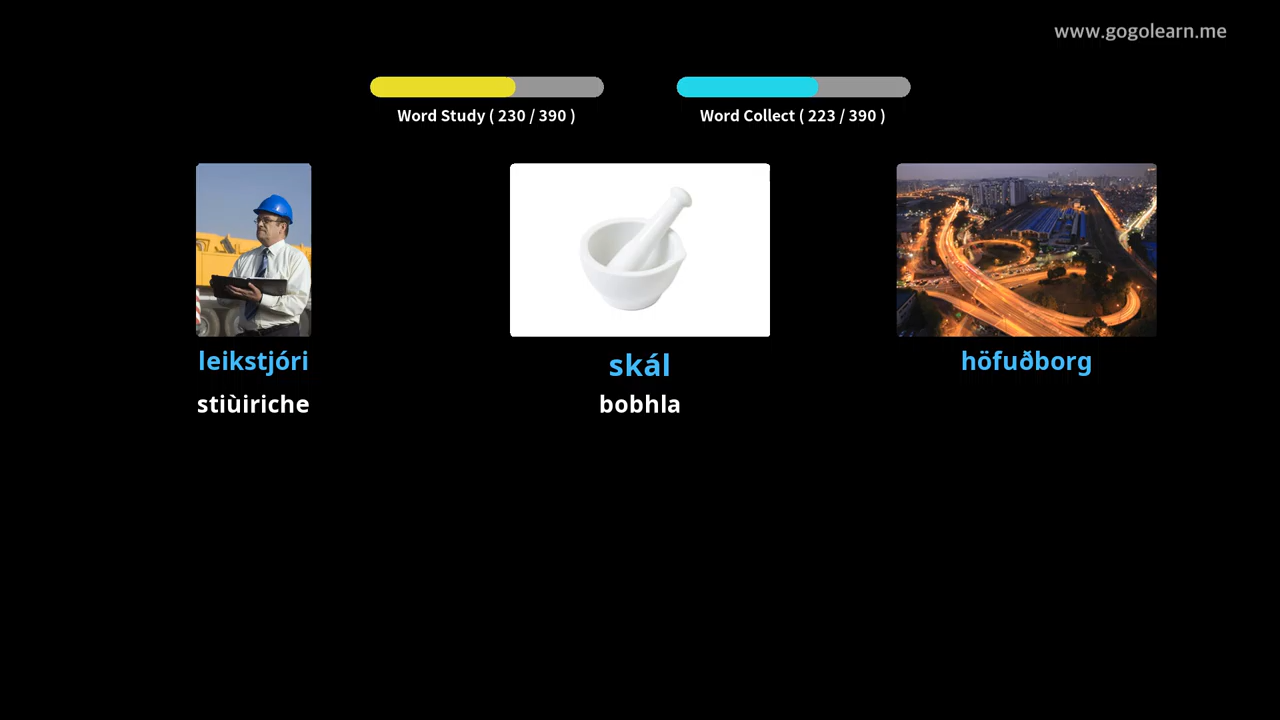 www.gogolearn.me
Word Study ( 230 / 390 )
Word Collect ( 223 / 390 )
leikstjóri
stiùiriche
skál
bobhla
höfuðborg